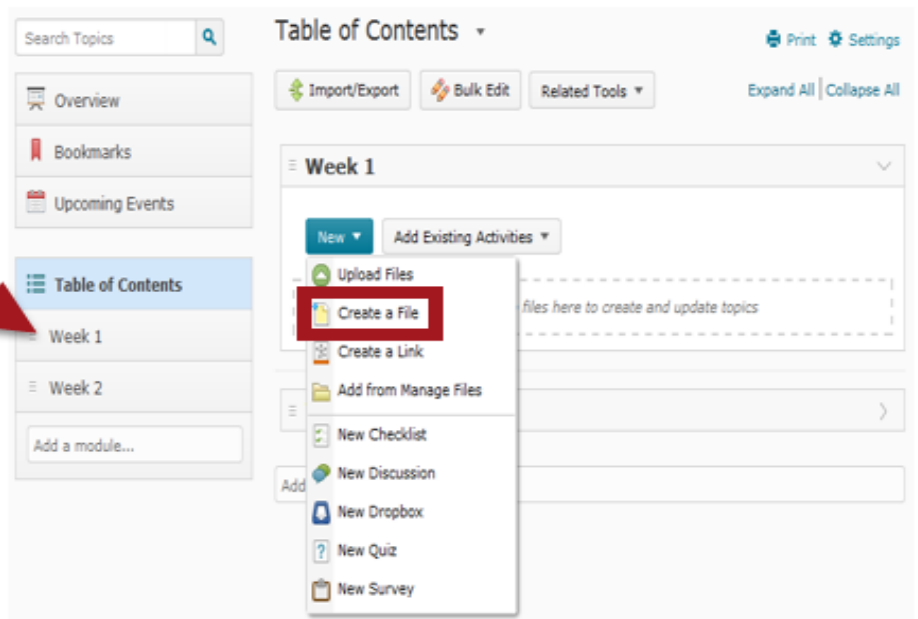 Search Topics
Overview
Bookmarks
Upcoming Events
Table of Contents
Week 1
Week 2
Add a module...
Table of Contents
Print Settings
Import/Export Bulk Edit Related Tools
Expand All | Collapse All
Week 1
New Add Existing Activities
Upload Files
Create a File
files here to create and update topics
Create a Link
Add from Manage Files
New Checklist
New Discussion
Add
New Dropbox
New Quiz
New Survey